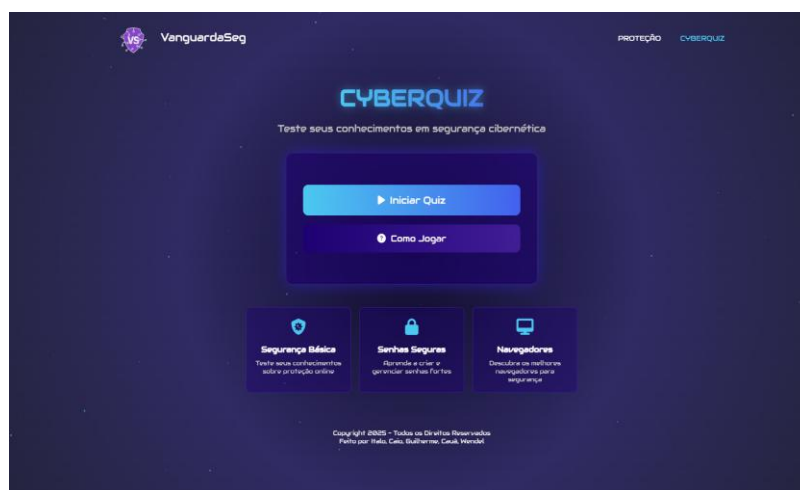 VS
VanguardaSeg
PROTEÇÃO
CYBERQUIZ
CYBERQUIZ
Teste seus conhecimentos em segurança cibernética
Iniciar Quiz
Como Jogar
Segurança Básica
Teste seus conhecimentos
sobre proteção online
Senhas Seguras
Aprenda a criar e
gerenciar senhas fortes
Navegadores
Descubra os melhores
navegadores para
segurança
Copyright 2025 - Todos os Direitos Reservados
Feito por Italo, Caio, Guilherme, Cauã, Wendel